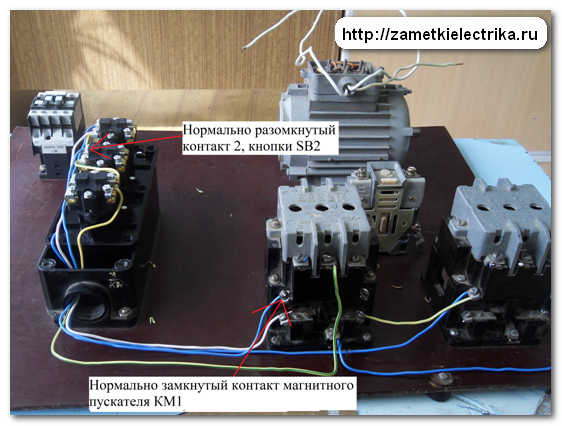 http://zametkielectrika.ru
Нормально разомкнутый
контакт 2, кнопки SB2
Нормально замкнутый контакт магнитного
пускателя КМ1